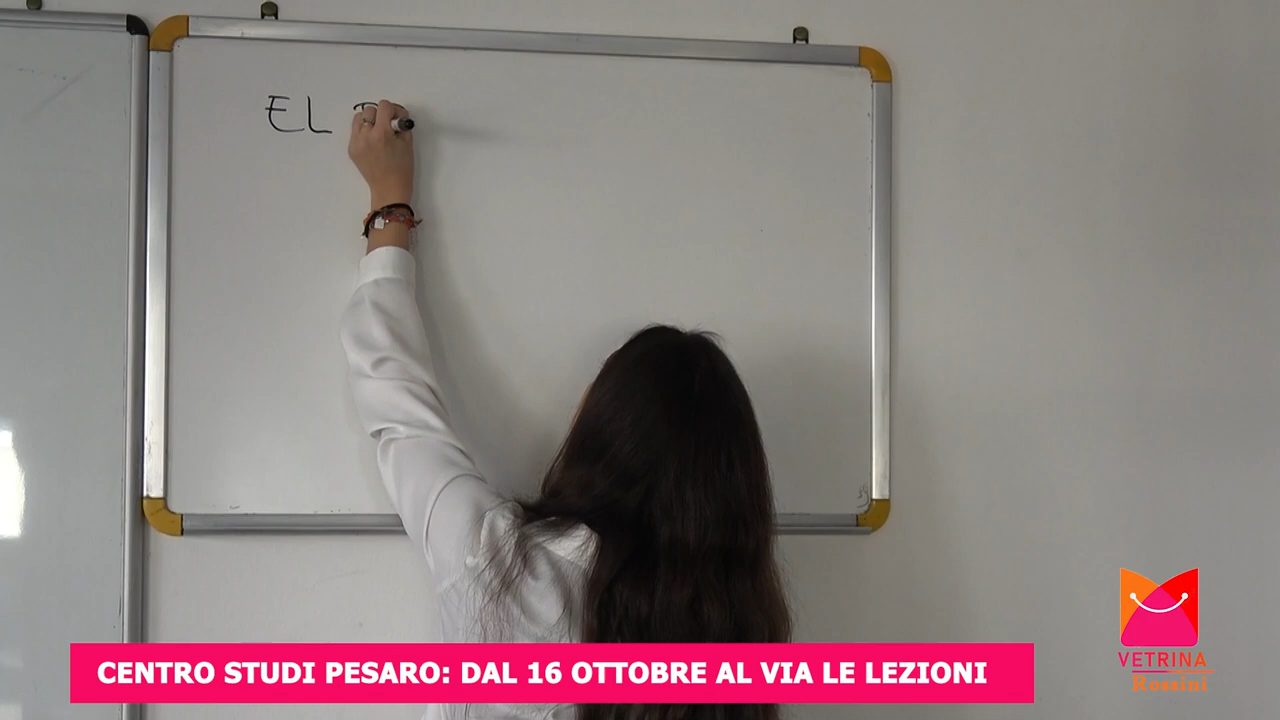 EL
CENTRO STUDI PESARO: DAL 16 OTTOBRE AL VIA LE LEZIONI
VETRINA
Rossini